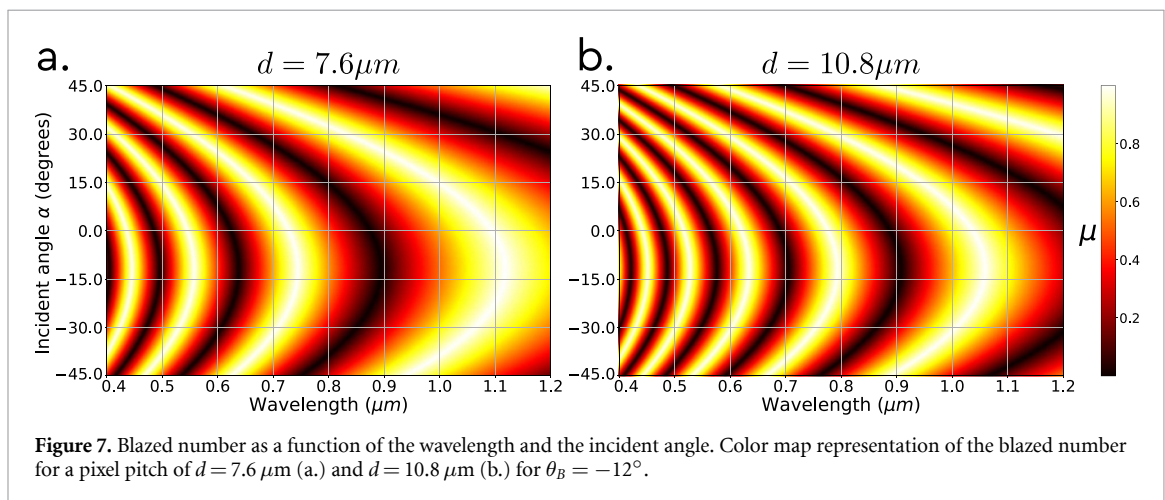 a.
d = 7.6μm
b.
d = 10.8μm
45.0
30.0
15.0
0.0
−15.0
−30.0
−45.0
Incident angle α (degrees)
0.4 0.5 0.6 0.7 0.8 0.9 1.0 1.1 1.2
Wavelength (μm)
45.0
30.0
15.0
0.0
−15.0
−30.0
−45.0
0.4 0.5 0.6 0.7 0.8 0.9 1.0 1.1 1.2
Wavelength (μm)
μ
0.8
0.6
0.4
0.2
Figure 7. Blazed number as a function of the wavelength and the incident angle. Color map representation of the blazed number
for a pixel pitch of d = 7.6 μm (a.) and d = 10.8 μm (b.) for θB = −12°.